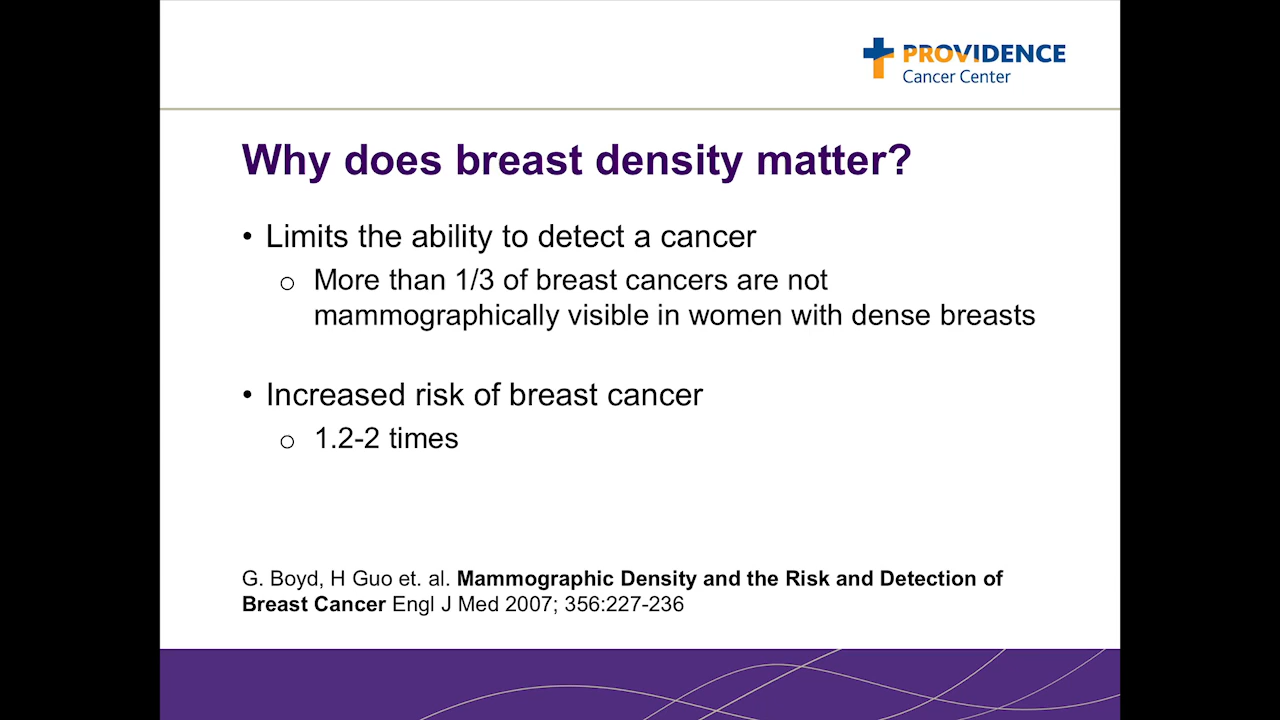 PROVIDENCE
Cancer Center
Why does breast density matter?
• Limits the ability to detect a cancer
o More than 1/3 of breast cancers are not
mammographically visible in women with dense breasts
• Increased risk of breast cancer
o 1.2-2 times
G. Boyd, H Guo et. al. Mammographic Density and the Risk and Detection of
Breast Cancer Engl J Med 2007; 356:227-236